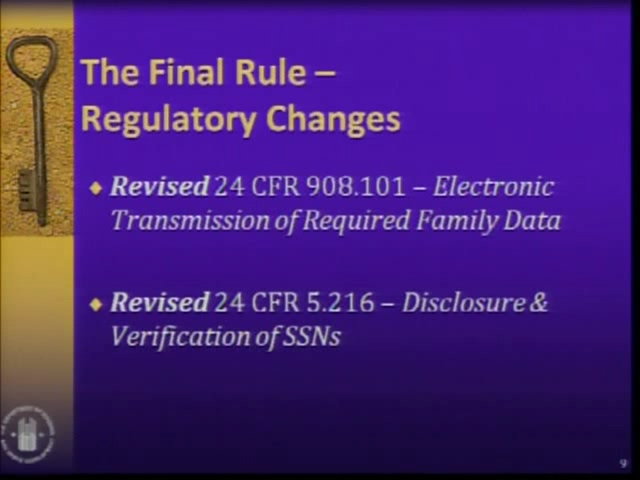 The Final Rule –
Regulatory Changes
Revised 24 CFR 908.101 – Electronic
Transmission of Required Family Data
Revised 24 CFR 5.216 – Disclosure &
Verification of SSNs
9